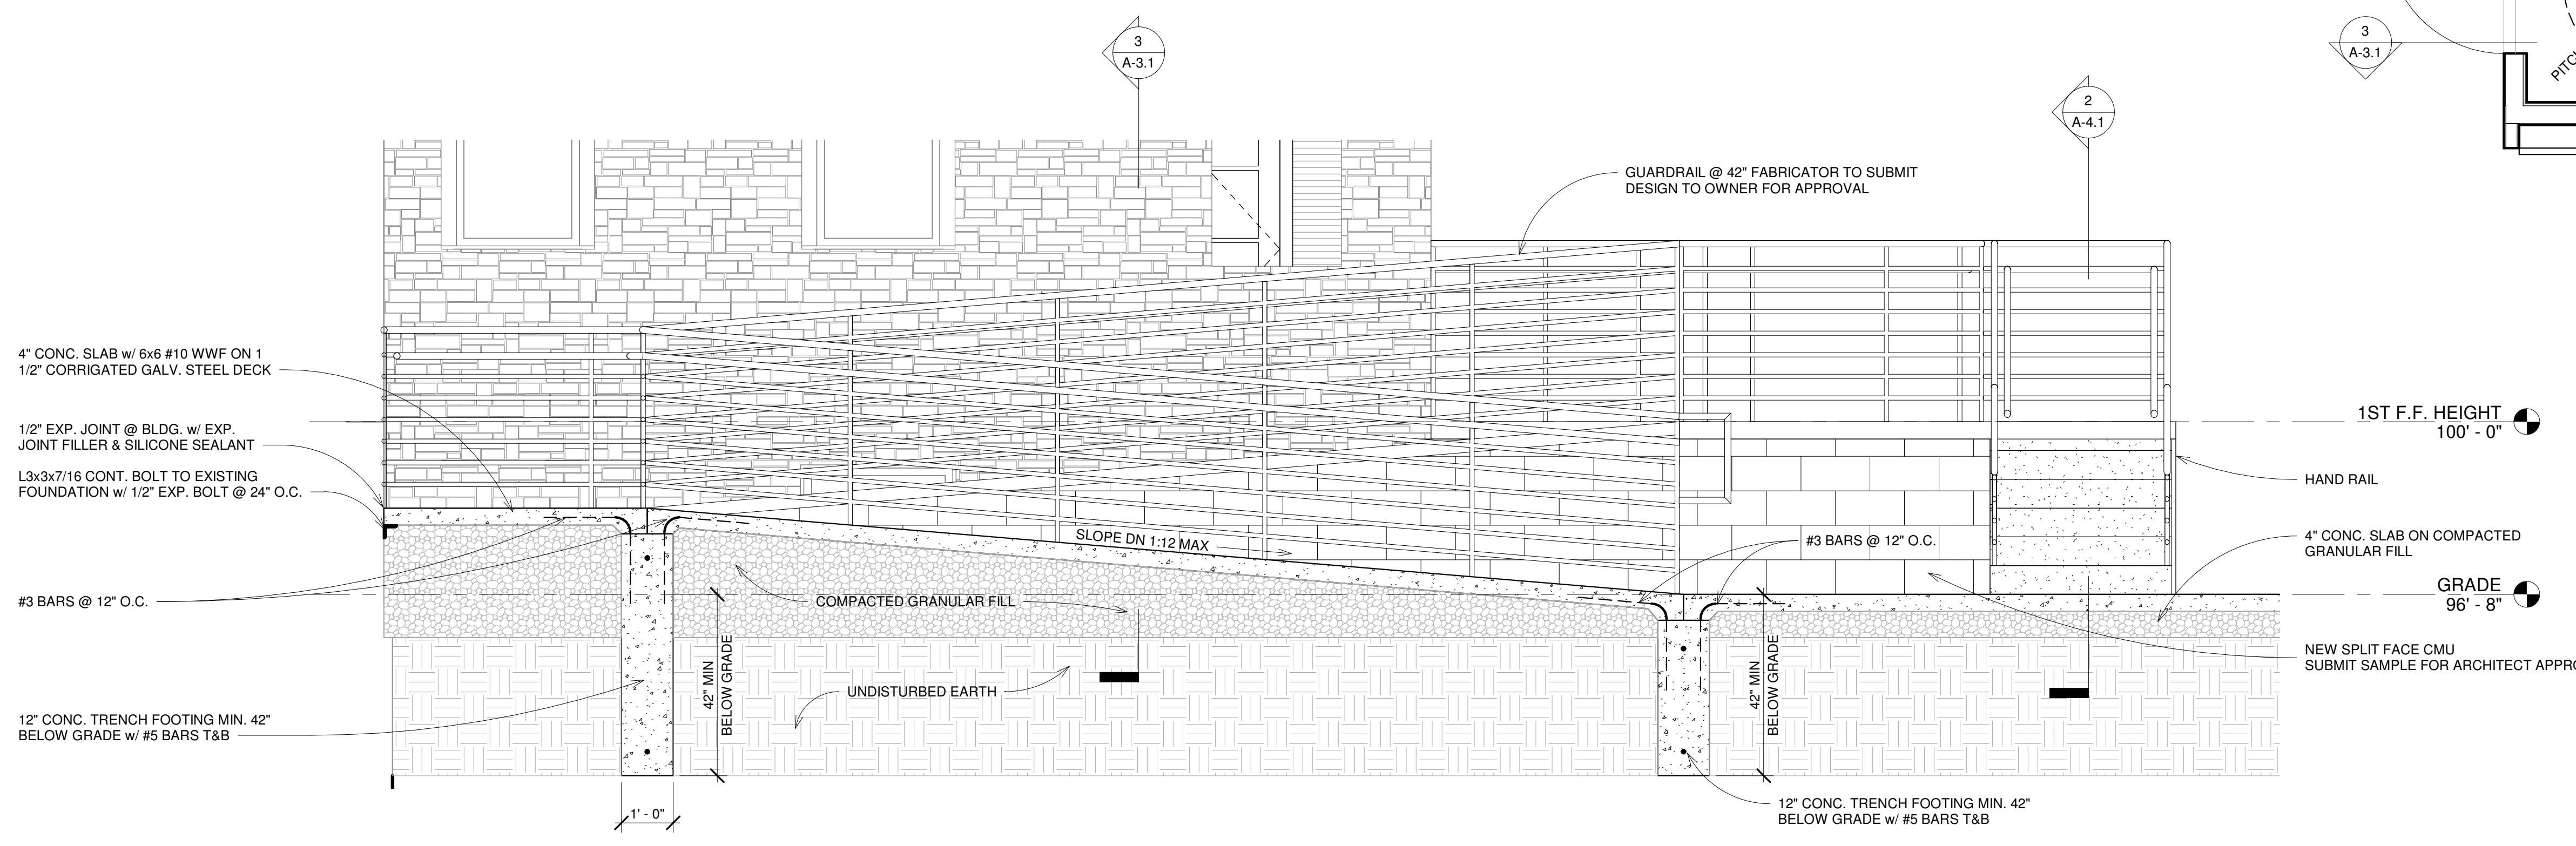 3
A-3.1
3
A-3.1
2
A-4.1
GUARDRAIL @ 42" FABRICATOR TO SUBMIT
DESIGN TO OWNER FOR APPROVAL
4" CONC. SLAB w/ 6x6 #10 WWF ON 1
1/2" CORRIGATED GALV. STEEL DECK
1/2" EXP. JOINT @ BLDG. w/ EXP.
JOINT FILLER & SILICONE SEALANT
L3x3x7/16 CONT. BOLT TO EXISTING
FOUNDATION w/ 1/2" EXP. BOLT @ 24" O.C.
#3 BARS @ 12" O.C.
12" CONC. TRENCH FOOTING MIN. 42"
BELOW GRADE w/ #5 BARS T&B
1' - 0"
42" MIN
BELOW GRADE
COMPACTED GRANULAR FILL
UNDISTURBED EARTH
SLOPE DN 1:12 MAX
#3 BARS @ 12" O.C.
42" MIN
BELOW GRADE
12" CONC. TRENCH FOOTING MIN. 42"
BELOW GRADE w/ #5 BARS T&B
1ST F.F. HEIGHT
100' - 0"
HAND RAIL
4" CONC. SLAB ON COMPACTED
GRANULAR FILL
GRADE
96' - 8"
NEW SPLIT FACE CMU
SUBMIT SAMPLE FOR ARCHITECT